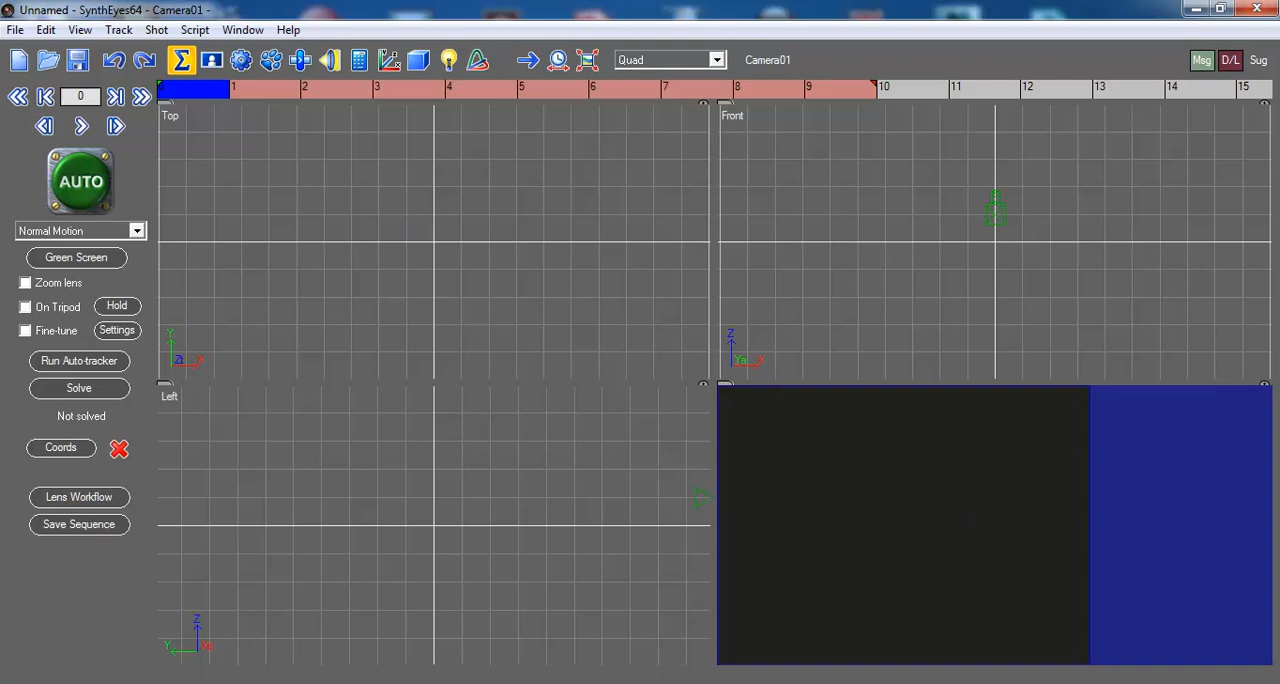 Unnamed - SynthEyes64 - Camera01 -
File Edit View Track Shot Script Window Help
Quad Camera01 Msg D/L Sug
0 1 2 3 4 5 6 7 8 9 10 11 12 13 14 15
0
Top
Front
AUTO
Normal Motion
Green Screen
Zoom lens
On Tripod Hold
Fine-tune Settings
Y
X
Z
X
Run Auto-tracker
Solve
Left
Not solved
Coords
Lens Workflow
Save Sequence
Z
Y